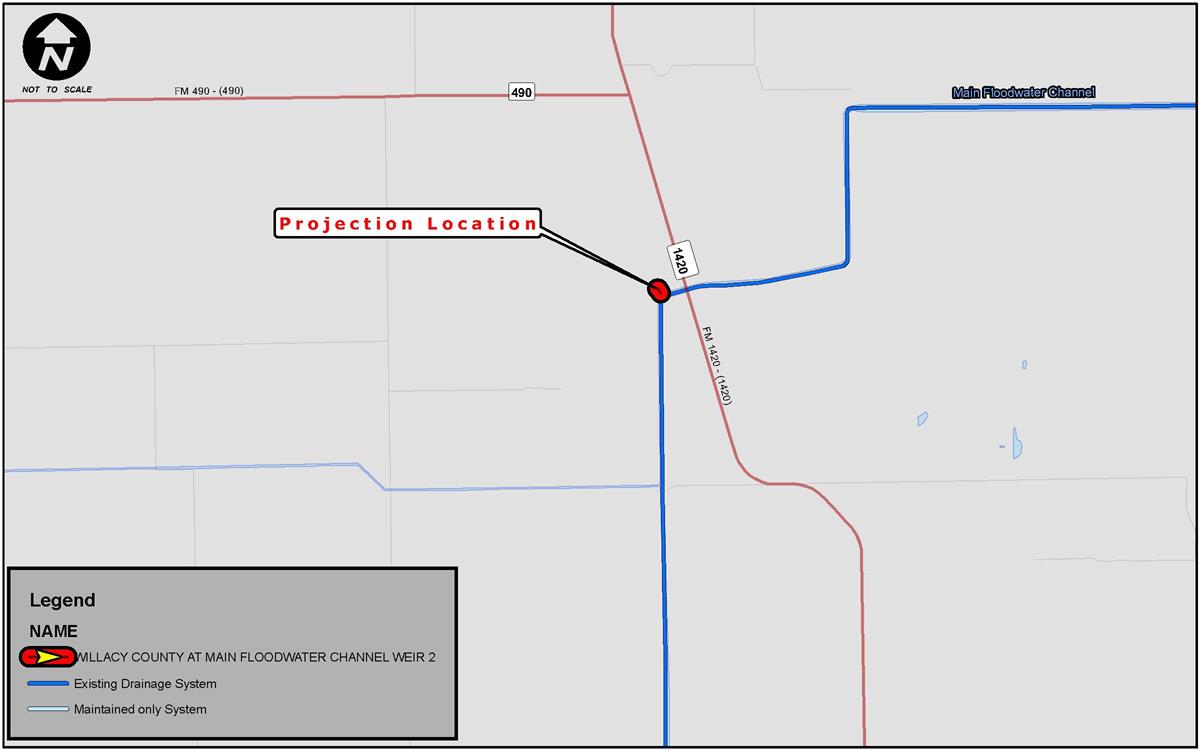 N
NOT TO SCALE
FM 490 - (490)
490
Main Floodwater Channel
Projection Location
1420
FM 1420 - (1420)
Legend
NAME
WILLACY COUNTY AT MAIN FLOODWATER CHANNEL WEIR 2
Existing Drainage System
Maintained only System